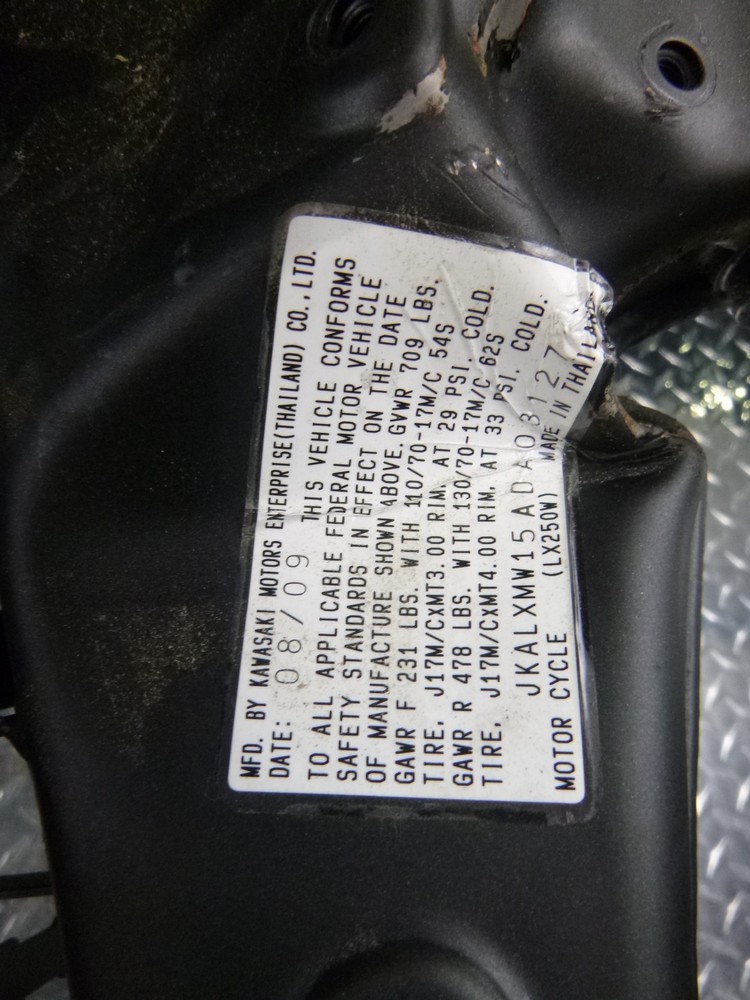 MFD. BY KAWASAKI MOTORS ENTERPRISE(THAILAND) CO.,LTD.
DATE: 08/09 THIS VEHICLE CONFORMS
TO ALL APPLICABLE FEDERAL MOTOR VEHICLE
SAFETY STANDARDS IN EFFECT ON THE DATE
OF MANUFACTURE SHOWN ABOVE. GVWR 709 LBS.
GAWR F 231 LBS. WITH 110/70-17M/C 54S
TIRE, J17M/CXMT3.00 RIM, AT 29 PSI, COLD.
GAWR R 478 LBS. WITH 130/70-17M/C 62S
TIRE, J17M/CXMT4.00 RIM, AT 33 PSI, COLD.
JKALXMW15ADA03127
MOTOR CYCLE (LX250W) MADE IN THAILAND